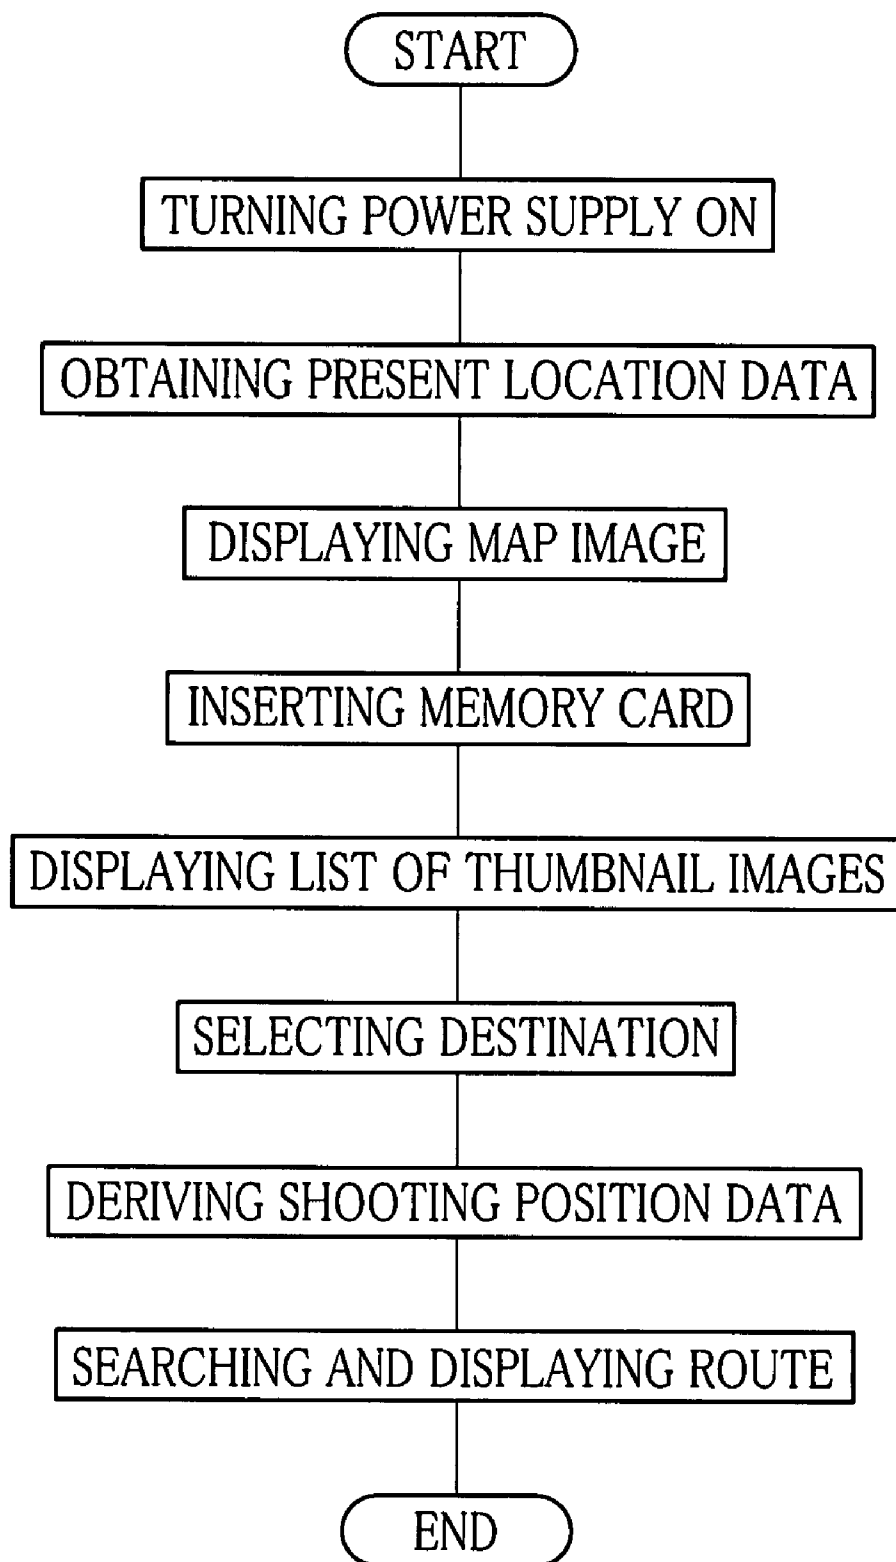 START
TURNING POWER SUPPLY ON
OBTAINING PRESENT LOCATION DATA
DISPLAYING MAP IMAGE
INSERTING MEMORY CARD
DISPLAYING LIST OF THUMBNAIL IMAGES
SELECTING DESTINATION
DERIVING SHOOTING POSITION DATA
SEARCHING AND DISPLAYING ROUTE
END